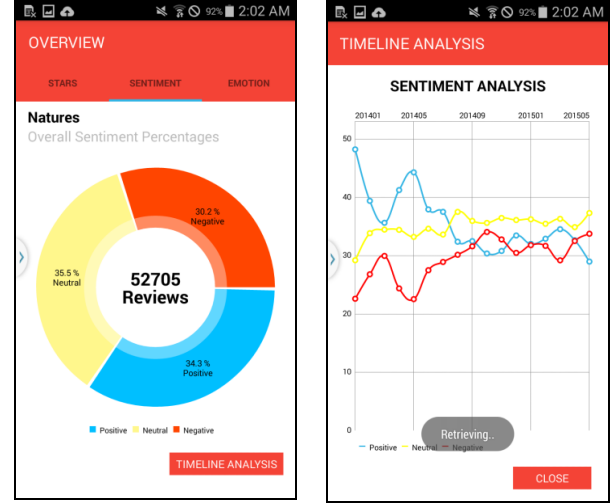 92% 2:02 AM
OVERVIEW
STARS SENTIMENT EMOTION
Natures
Overall Sentiment Percentages
30.2 %
Negative
35.5 %
Neutral
52705
Reviews
34.3 %
Positive
Positive Neutral Negative
TIMELINE ANALYSIS
92% 2:02 AM
TIMELINE ANALYSIS
SENTIMENT ANALYSIS
201401 201405 201409 201501 201505
50
40
30
20
10
0
Retrieving..
Positive Neutral Negative
CLOSE